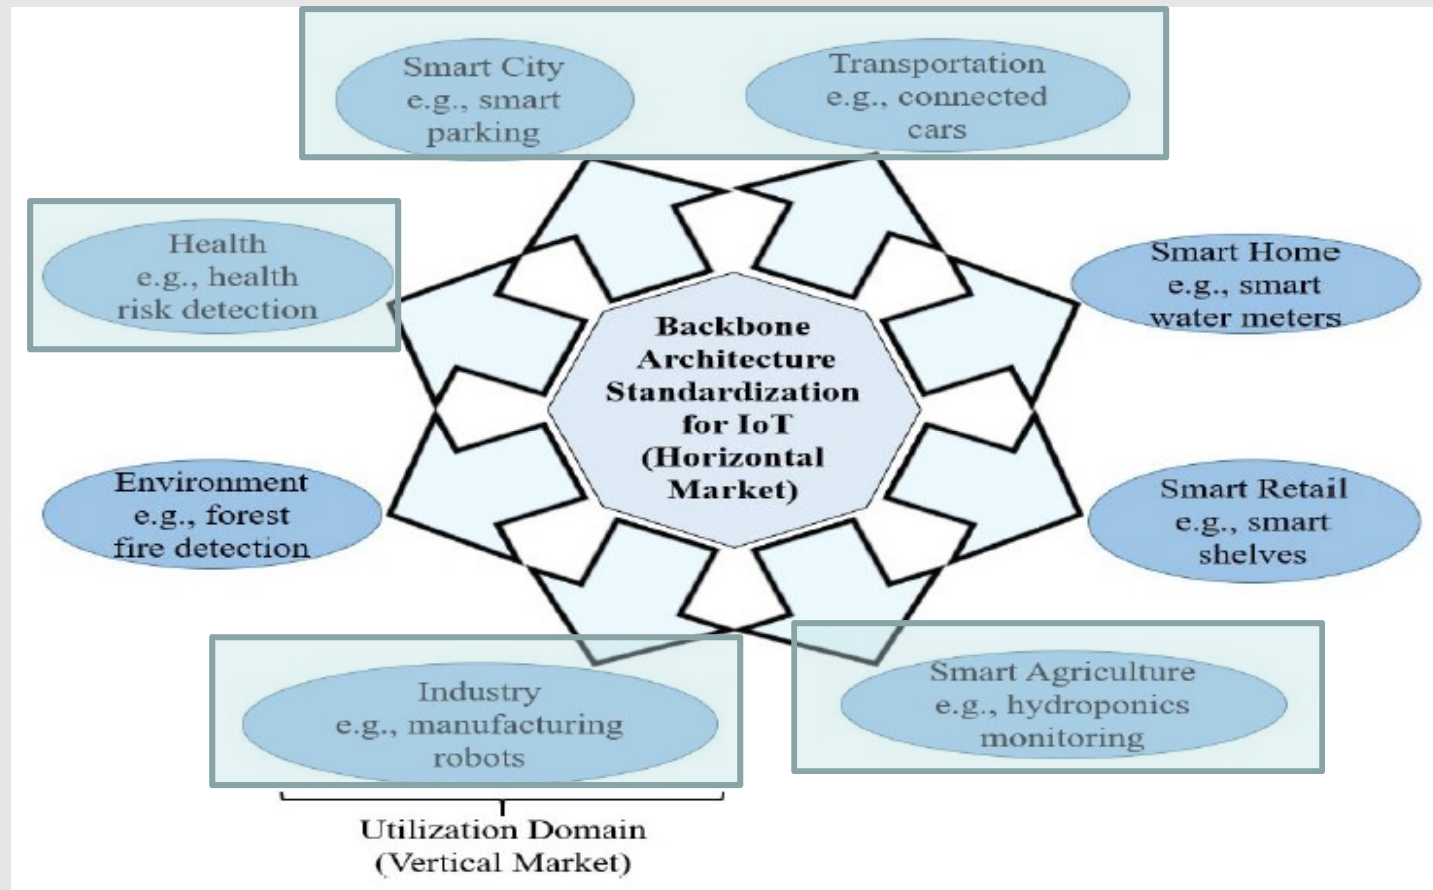 Smart City
e.g., smart
parking
Transportation
e.g., connected
cars
Health
e.g., health
risk detection
Smart Home
e.g., smart
water meters
Backbone
Architecture
Standardization
for IoT
(Horizontal
Market)
Environment
e.g., forest
fire detection
Smart Retail
e.g., smart
shelves
Industry
e.g., manufacturing
robots
Smart Agriculture
e.g., hydroponics
monitoring
Utilization Domain
(Vertical Market)